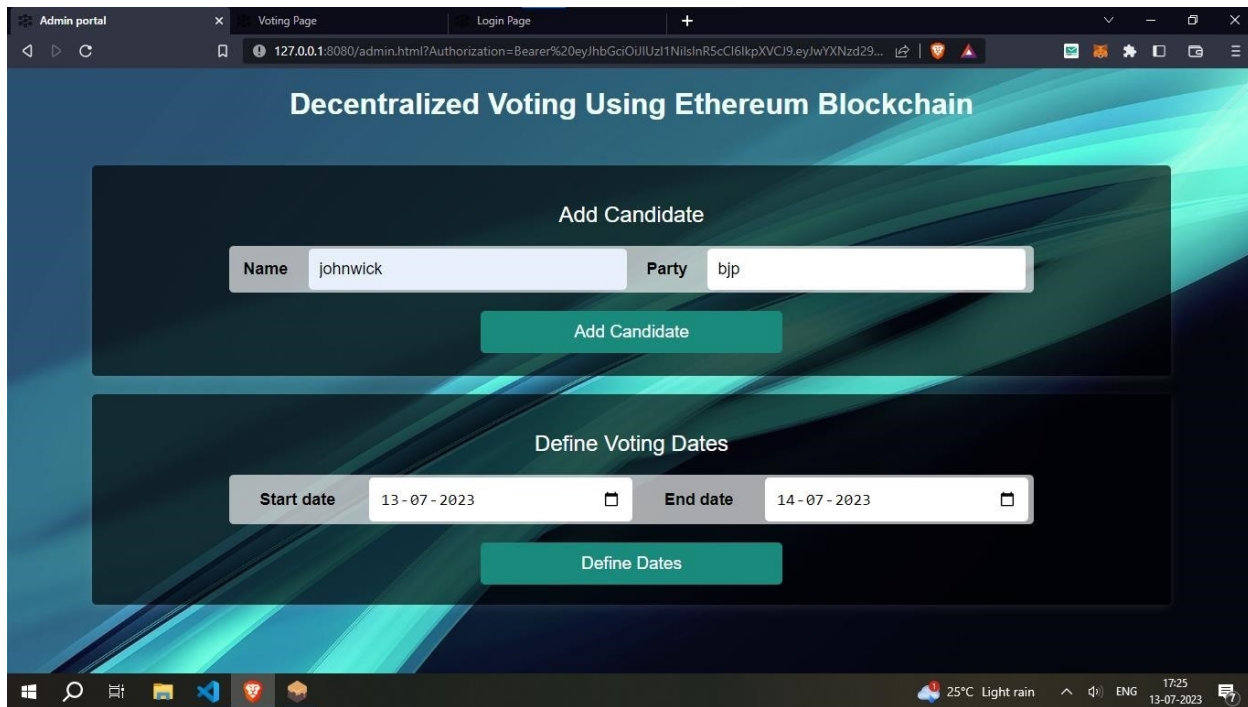 Admin portal
Voting Page
Login Page
127.0.0.1:8080/admin.html?Authorization=Bearer%20eyJhbGciOiJIUzI1NiIsInR5cCI6IkpXVCJ9.eyJwYXNzd29...
Decentralized Voting Using Ethereum Blockchain
Add Candidate
Name johnwick Party bjp
Add Candidate
Define Voting Dates
Start date 13-07-2023 End date 14-07-2023
Define Dates
25°C Light rain ENG 17:25
13-07-2023